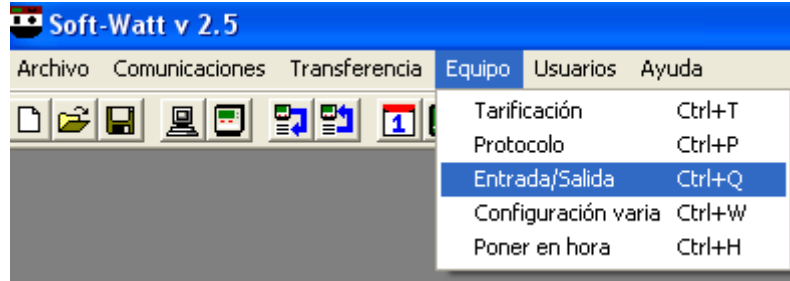 Soft-Watt v 2.5
Archivo Comunicaciones Transferencia Equipo Usuarios Ayuda
1
Tarificación Ctrl+T
Protocolo Ctrl+P
Entrada/Salida Ctrl+Q
Configuración varia Ctrl+W
Poner en hora Ctrl+H